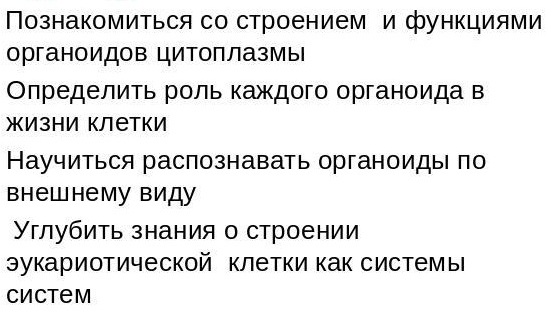 Познакомиться со строением  и функциями
органоидов цитоплазмы
Определить роль каждого органоида в
жизни клетки
Научиться распознавать органоиды по
внешнему виду
Углубить знания о строении
эукариотической  клетки как системы
систем